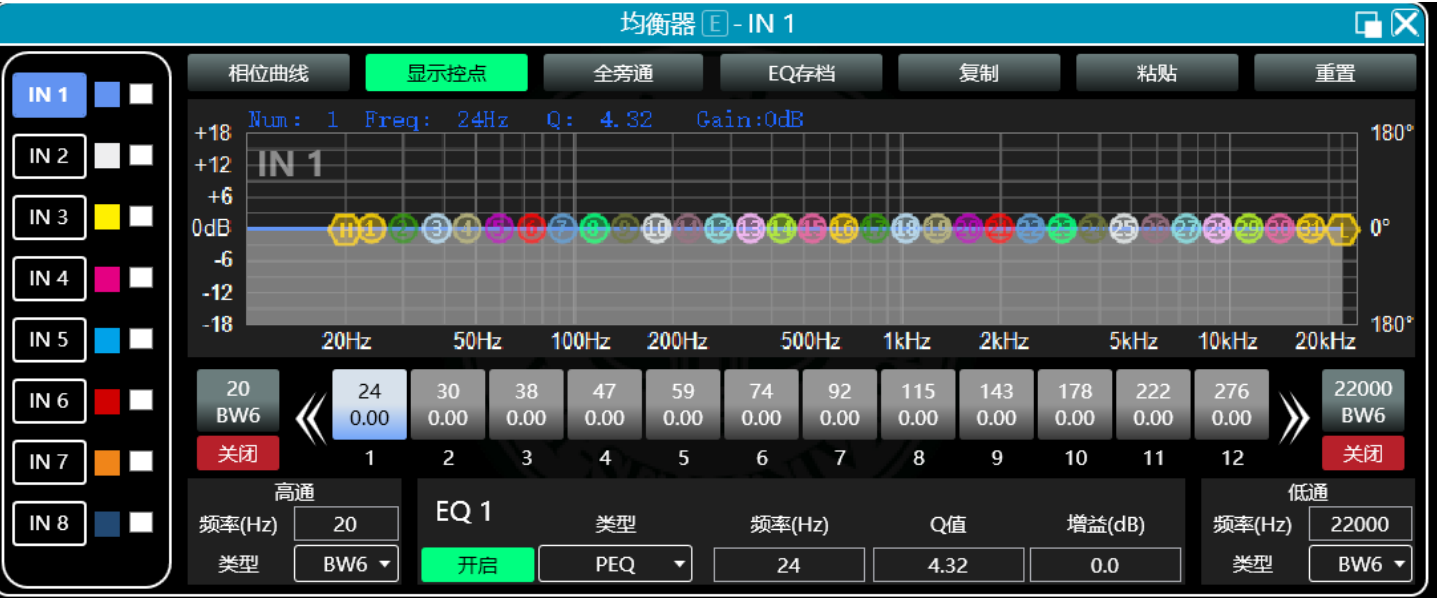 均衡器 E - IN 1
相位曲线 显示控点 全旁通 EQ存档 复制 粘贴 重置
IN 1
IN 2
IN 3
IN 4
IN 5
IN 6
IN 7
IN 8
Num: 1 Freq: 24Hz Q: 4.32 Gain:0dB
IN 1
+18 180°
+12
+6
0dB H 1 2 3 4 5 6 7 8 9 10 12 13 14 15 16 17 18 19 20 21 22 23 25 26 27 28 29 30 31 L 0°
-6
-12
-18 180°
20Hz 50Hz 100Hz 200Hz 500Hz 1kHz 2kHz 5kHz 10kHz 20kHz
20 24 30 38 47 59 74 92 115 143 178 222 276 22000
BW6 0.00 0.00 0.00 0.00 0.00 0.00 0.00 0.00 0.00 0.00 0.00 0.00 BW6
关闭 1 2 3 4 5 6 7 8 9 10 11 12 关闭
高通
频率(Hz) 20
类型 BW6
EQ 1 类型 频率(Hz) Q值 增益(dB)
开启 PEQ 24 4.32 0.0
低通
频率(Hz) 22000
类型 BW6